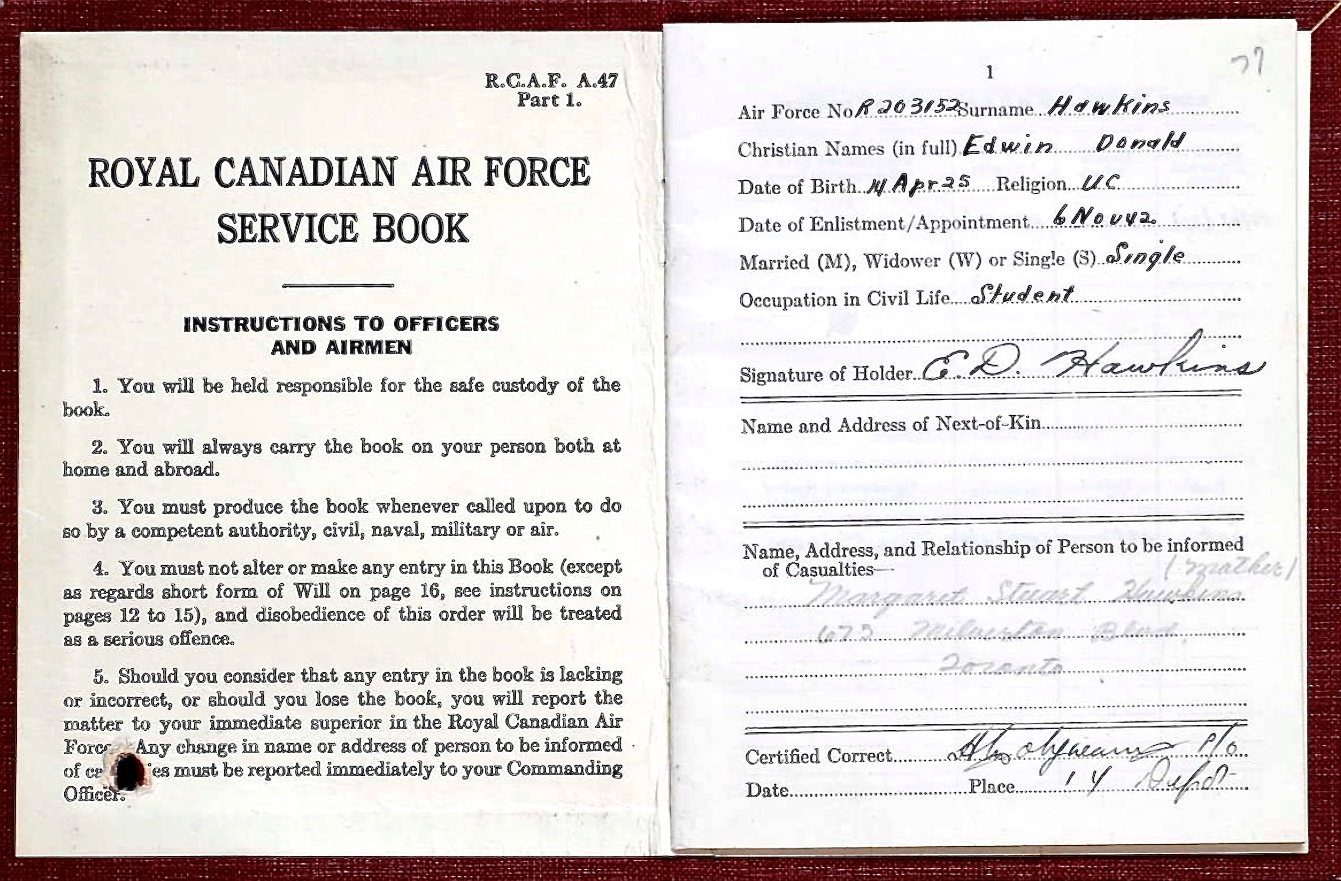 R.C.A.F. A.47
Part 1.
ROYAL CANADIAN AIR FORCE
SERVICE BOOK
INSTRUCTIONS TO OFFICERS
AND AIRMEN
1. You will be held responsible for the safe custody of the
book.
2. You will always carry the book on your person both at
home and abroad.
3. You must produce the book whenever called upon to do
so by a competent authority, civil, naval, military or air.
4. You must not alter or make any entry in this Book (except
as regards short form of Will on page 16, see instructions on
pages 12 to 15), and disobedience of this order will be treated
as a serious offence.
5. Should you consider that any entry in the book is lacking
or incorrect, or should you lose the book, you will report the
matter to your immediate superior in the Royal Canadian Air
Force. Any change in name or address of person to be informed
of ca es must be reported immediately to your Commanding
Officer.
77
1
Air Force No R203152 Surname Hawkins
Christian Names (in full) Edwin Donald
Date of Birth 14 Apr 25 Religion UC
Date of Enlistment/Appointment 6 Nov 42
Married (M), Widower (W) or Single (S) Single
Occupation in Civil Life Student
Signature of Holder E. D. Hawkins
Name and Address of Next-of-Kin
Name, Address, and Relationship of Person to be informed
of Casualties— (mother)
Margaret Stuart Hawkins
673 Milverton Blvd,
Toronto
Certified Correct P/O
Date Place 1 Y Depot